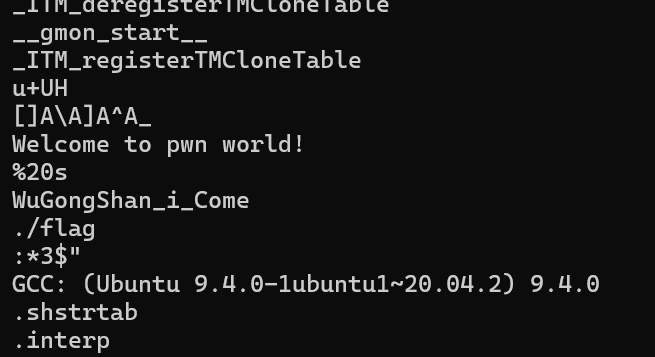 _ITM_deregisterTMCloneTable
__gmon_start__
_ITM_registerTMCloneTable
u+UH
[]A\A]A^A_
Welcome to pwn world!
%20s
WuGongShan_i_Come
./flag
:*3$"
GCC: (Ubuntu 9.4.0-1ubuntu1~20.04.2) 9.4.0
.shstrtab
.interp